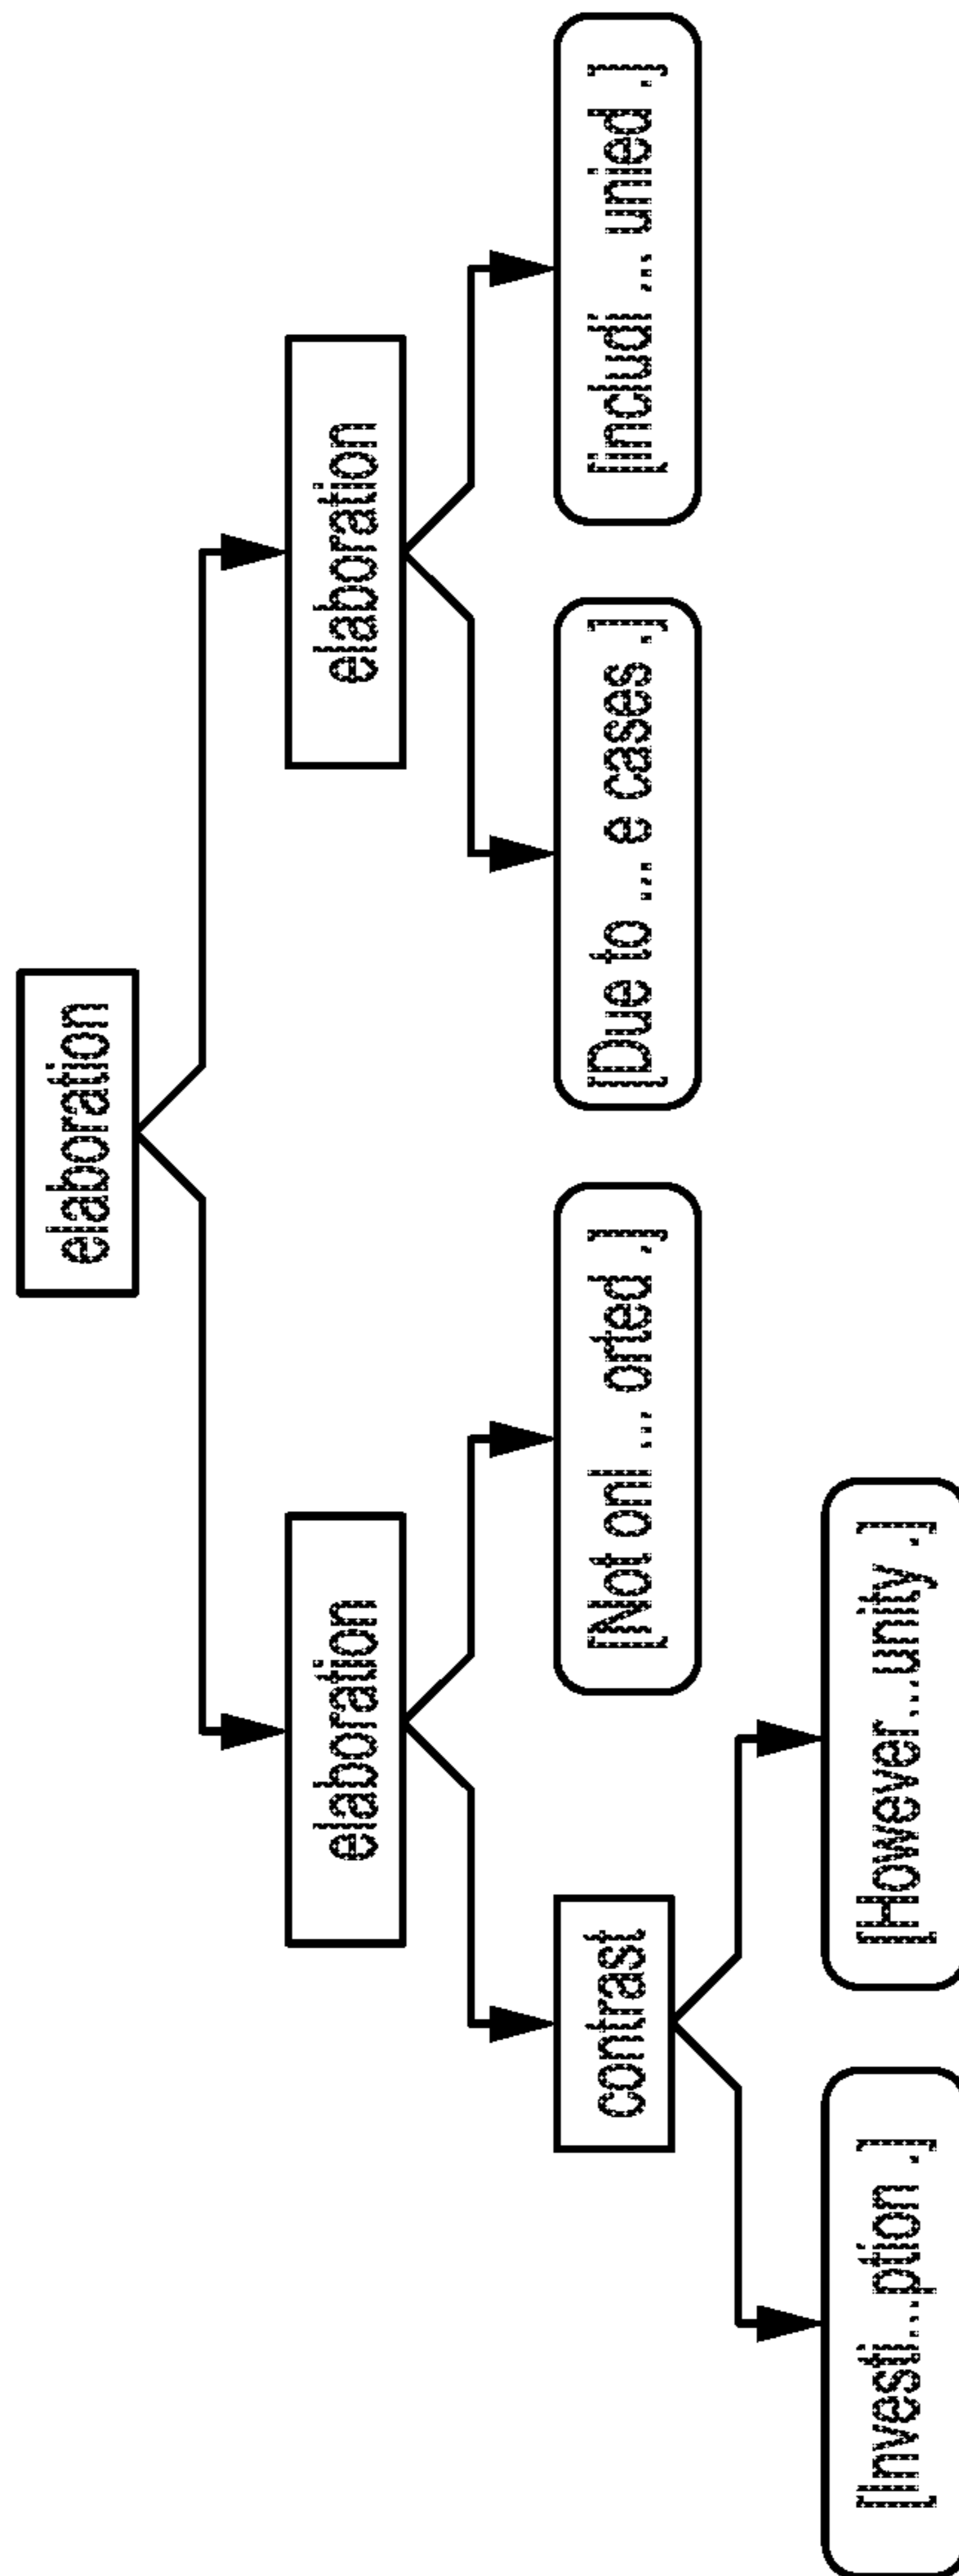 elaboration
elaboration
elaboration
contrast
[Not onl ... orted .]
[Due to ... e cases .]
[includi ... unied .]
[Investi...ption .]
[However...unity .]